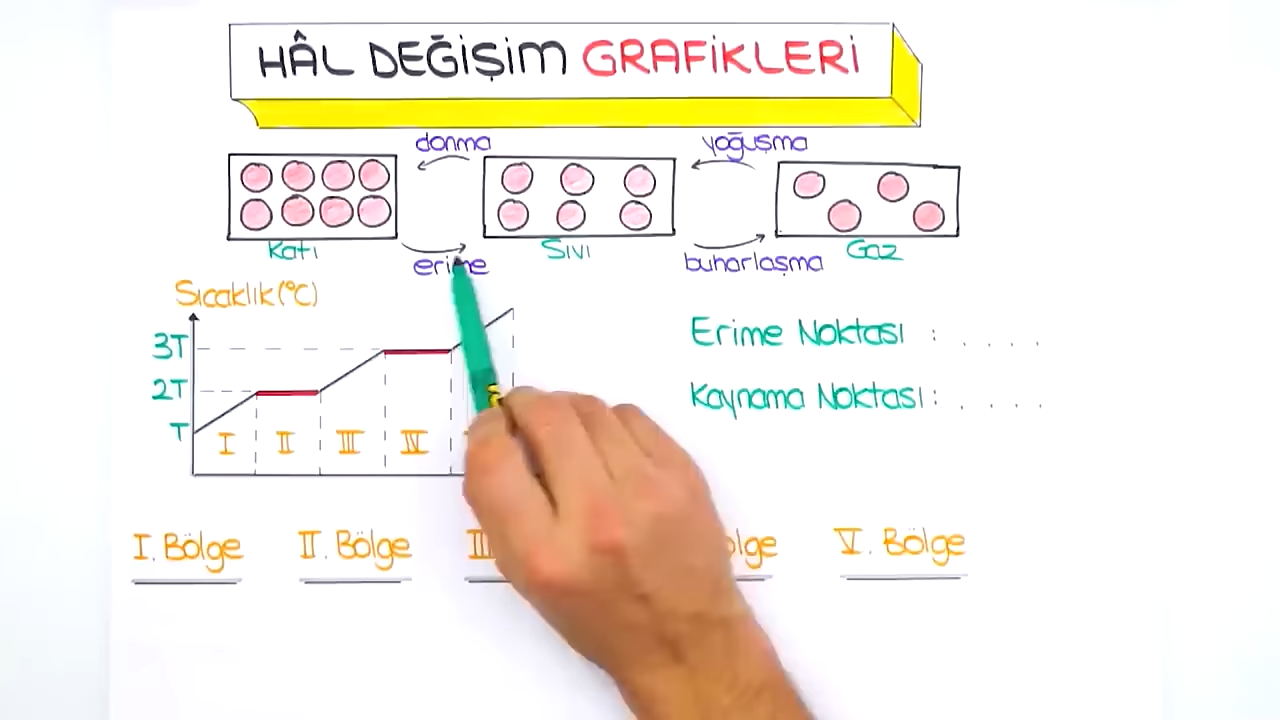 HÂL DEĞİŞİM GRAFİKLERİ
donma
yoğuşma
Katı
Sıvı
Gaz
erime
buharlaşma
Sıcaklık (°C)
3T
2T
T
I II III IV
Erime Noktası : . . . .
Kaynama Noktası : . . . .
I. Bölge
II. Bölge
V. Bölge